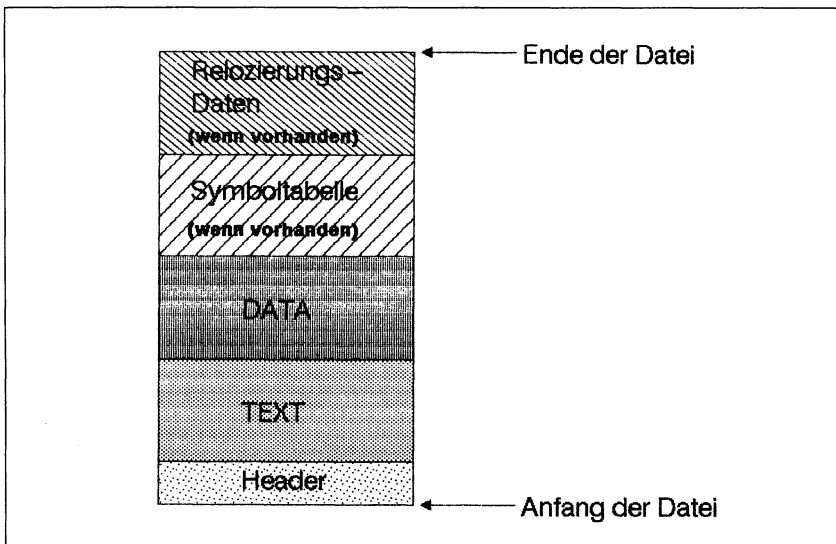 Ende der Datei
Relozierungs–
Daten
(wenn vorhanden)
Symboltabelle
(wenn vorhanden)
DATA
TEXT
Header
Anfang der Datei